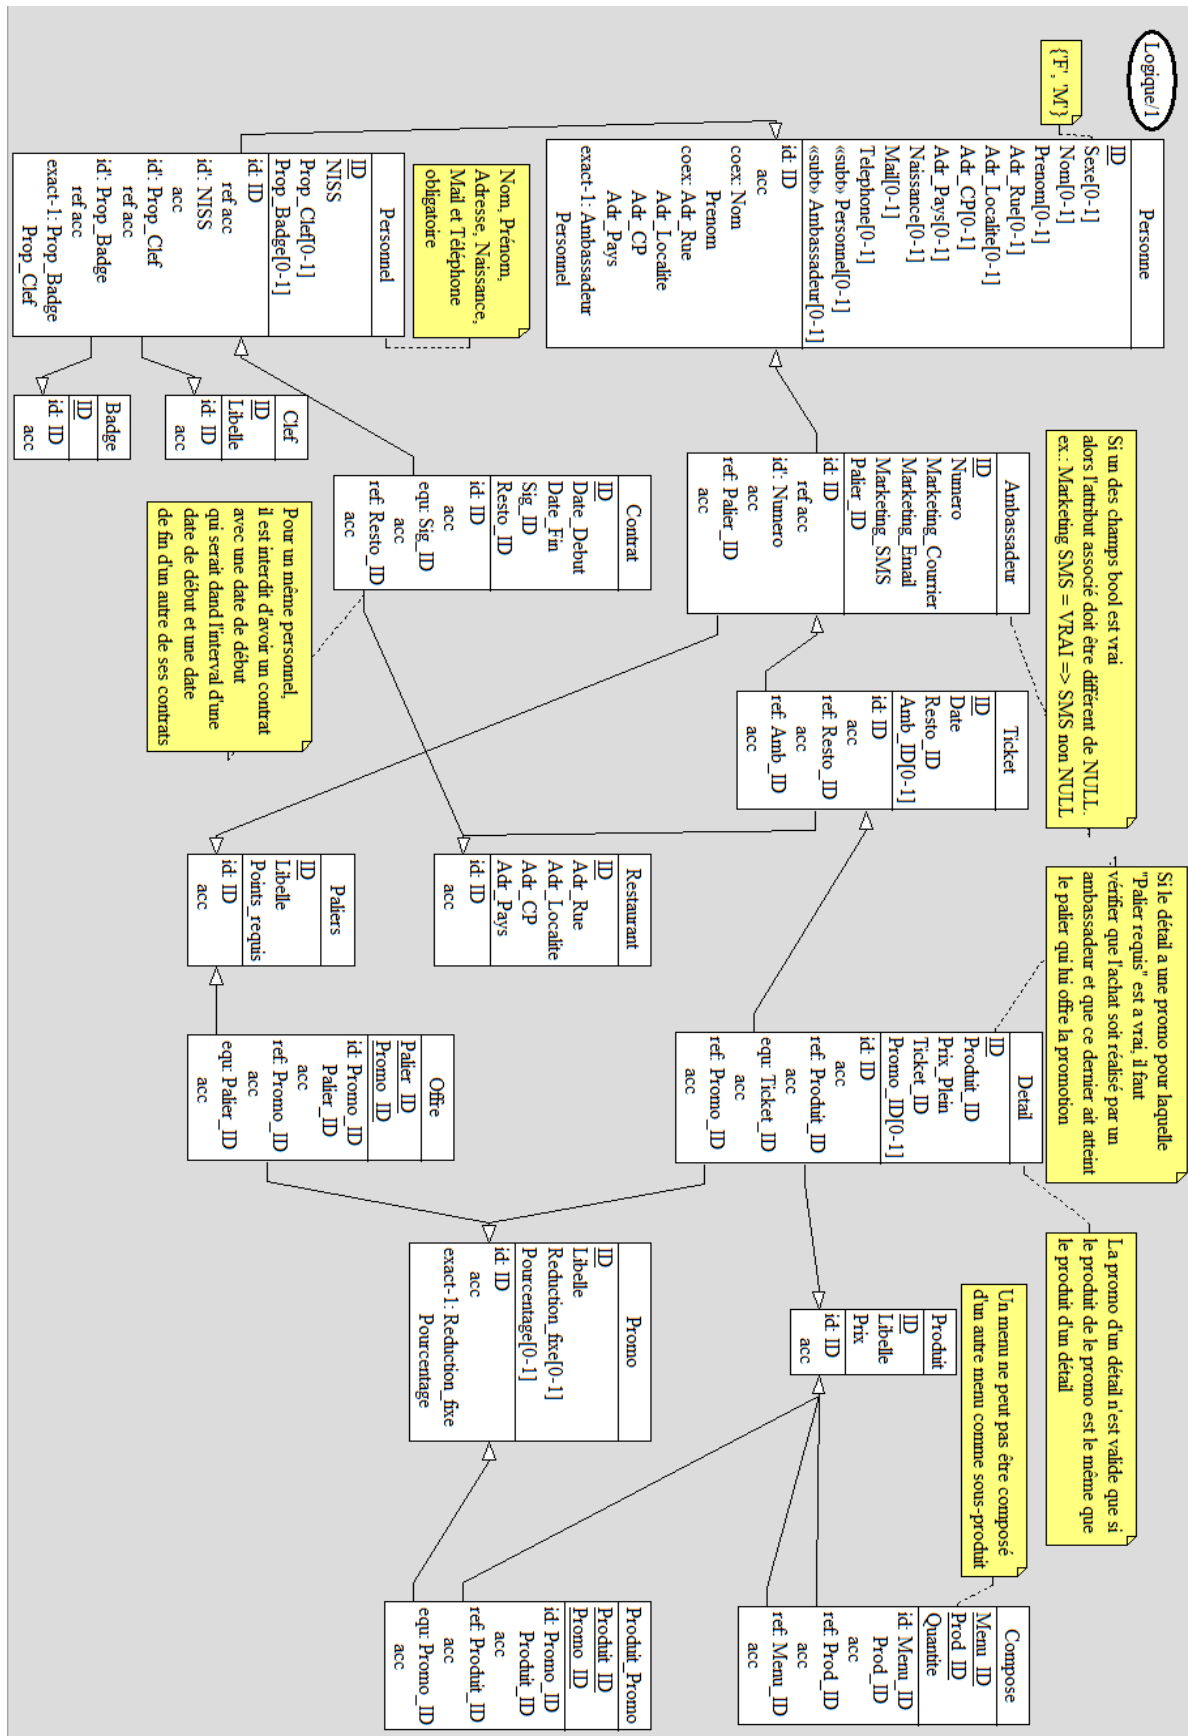 Logique/1
{'F', 'M'}
Personne
ID
Sexe[0-1]
Nom[0-1]
Prenom[0-1]
Adr_Rue[0-1]
Adr_Localite[0-1]
Adr_CP[0-1]
Adr_Pays[0-1]
Naissance[0-1]
Mail[0-1]
Telephone[0-1]
«subt» Personnel[0-1]
«subt» Ambassadeur[0-1]
id: ID
acc
coex: Nom
Prenom
coex: Adr_Rue
Adr_Localite
Adr_CP
Adr_Pays
exact-1: Ambassadeur
Personnel
Nom, Prénom,
Adresse, Naissance,
Mail et Téléphone
obligatoire
Personnel
ID
NISS
Prop_Clef[0-1]
Prop_Badge[0-1]
id: ID
ref acc
id': NISS
acc
id': Prop_Clef
ref acc
id': Prop_Badge
ref acc
exact-1: Prop_Badge
Prop_Clef
Si un des champs bool est vrai
alors l'attribut associé doit être différent de NULL.
ex.: Marketing SMS = VRAI => SMS non NULL
Ambassadeur
ID
Numero
Marketing_Courrier
Marketing_Email
Marketing_SMS
Palier_ID
id: ID
ref acc
id': Numero
acc
ref: Palier_ID
acc
Contrat
ID
Date_Debut
Date_Fin
Sig_ID
Resto_ID
id: ID
acc
equ: Sig_ID
acc
ref: Resto_ID
acc
Clef
ID
Libelle
id: ID
acc
Badge
ID
id: ID
acc
Pour un même personnel,
il est interdit d'avoir un contrat
avec une date de début
qui serait dand l'interval d'une
date de début et une date
de fin d'un autre de ses contrats
Ticket
ID
Date
Resto_ID
Amb_ID[0-1]
id: ID
acc
ref: Resto_ID
acc
ref: Amb_ID
acc
Restaurant
ID
Adr_Rue
Adr_Localite
Adr_CP
Adr_Pays
id: ID
acc
Paliers
ID
Libelle
Points_requis
id: ID
acc
Si le détail a une promo pour laquelle
"Palier requis" est a vrai, il faut
vérifier que l'achat soit réalisé par un
ambassadeur et que ce dernier ait atteint
le palier qui lui offre la promotion
Detail
ID
Produit_ID
Prix_Plein
Ticket_ID
Promo_ID[0-1]
id: ID
acc
ref: Produit_ID
acc
equ: Ticket_ID
acc
ref: Promo_ID
acc
Offre
Palier_ID
Promo_ID
id: Promo_ID
Palier_ID
acc
ref: Promo_ID
acc
equ: Palier_ID
acc
La promo d'un détail n'est valide que si
le produit de le promo est le même que
le produit d'un détail
Un menu ne peut pas être composé
d'un autre menu comme sous-produit
Produit
ID
Libelle
Prix
id: ID
acc
Promo
ID
Libelle
Reduction_fixe[0-1]
Pourcentage[0-1]
id: ID
acc
exact-1: Reduction_fixe
Pourcentage
Compose
Menu_ID
Prod_ID
Quantite
id: Menu_ID
Prod_ID
acc
ref: Prod_ID
acc
ref: Menu_ID
acc
Produit_Promo
Produit_ID
Promo_ID
id: Promo_ID
Produit_ID
acc
ref: Produit_ID
acc
equ: Promo_ID
acc